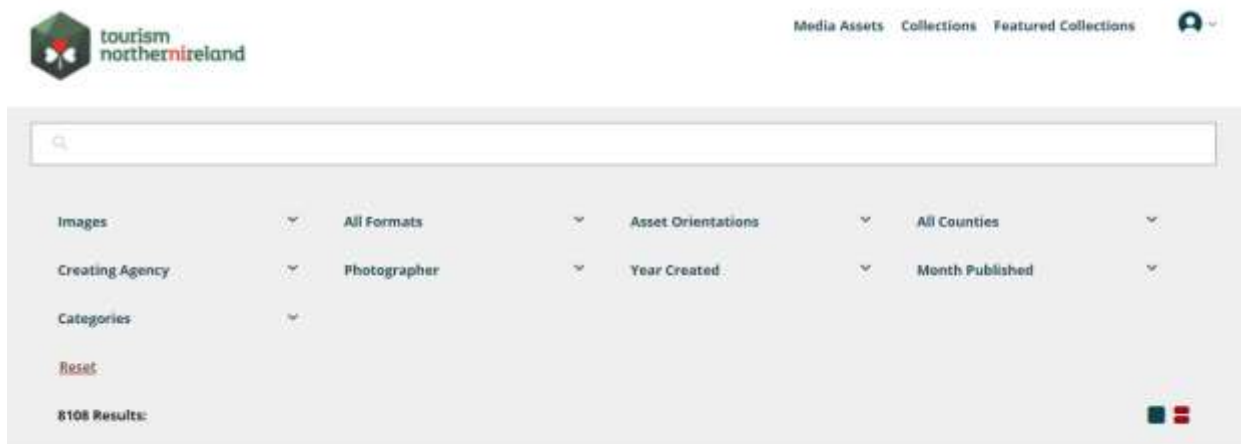 tourism
northernireland
Media Assets Collections Featured Collections
Images All Formats Asset Orientations All Counties
Creating Agency Photographer Year Created Month Published
Categories
Reset
8108 Results: